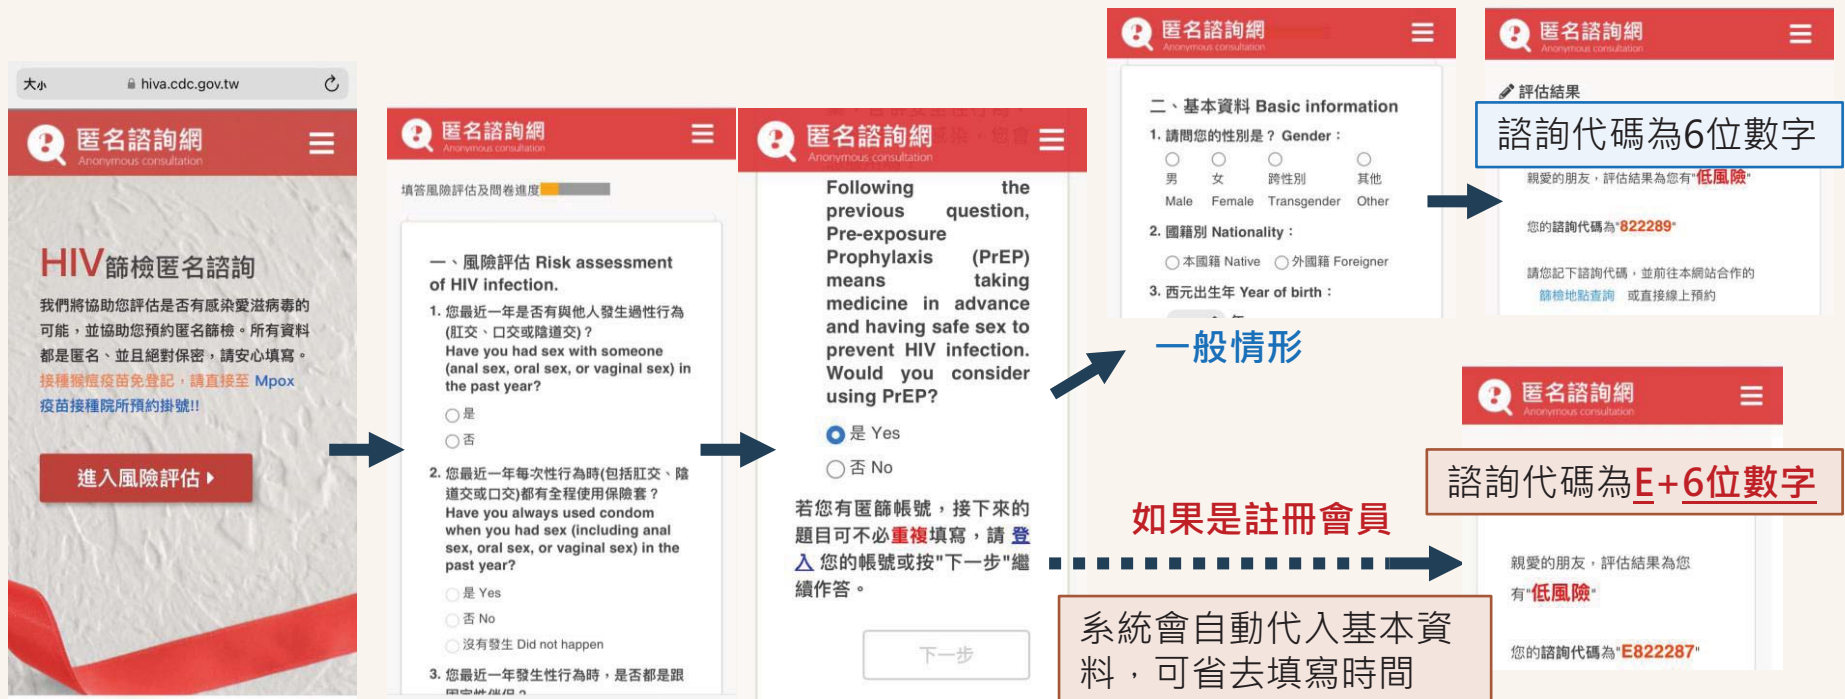 大小 hiva.cdc.gov.tw
匿名諮詢網
Anonymous consultation
HIV篩檢匿名諮詢
我們將協助您評估是否有感染愛滋病毒的
可能，並協助您預約匿名篩檢。所有資料
都是匿名、並且絕對保密，請安心填寫。
接種猴痘疫苗免登記，請直接至 Mpox
疫苗接種院所預約掛號!!
進入風險評估
匿名諮詢網
Anonymous consultation
填答風險評估及問卷進度
一、風險評估 Risk assessment
of HIV infection.
1. 您最近一年是否有與他人發生過性行為
(肛交、口交或陰道交)？
Have you had sex with someone
(anal sex, oral sex, or vaginal sex) in
the past year?
是
否
2. 您最近一年每次性行為時(包括肛交、陰
道交或口交)都有全程使用保險套？
Have you always used condom
when you had sex (including anal
sex, oral sex, or vaginal sex) in the
past year?
是 Yes
否 No
沒有發生 Did not happen
3. 您最近一年發生性行為時，是否都是跟
固定性伴侶？
匿名諮詢網
Anonymous consultation
Following the
previous question,
Pre-exposure
Prophylaxis (PrEP)
means taking
medicine in advance
and having safe sex to
prevent HIV infection.
Would you consider
using PrEP?
是 Yes
否 No
若您有匿篩帳號，接下來的
題目可不必重複填寫，請 登
入 您的帳號或按"下一步"繼
續作答。
下一步
匿名諮詢網
Anonymous consultation
二、基本資料 Basic information
1. 請問您的性別是？ Gender：
男 女 跨性別 其他
Male Female Transgender Other
2. 國籍別 Nationality：
本國籍 Native 外國籍 Foreigner
3. 西元出生年 Year of birth：
一般情形
匿名諮詢網
Anonymous consultation
評估結果
諮詢代碼為6位數字
親愛的朋友，評估結果為您有"低風險"
您的諮詢代碼為"822289"
請您記下諮詢代碼，並前往本網站合作的
篩檢地點查詢 或直接線上預約
如果是註冊會員
系統會自動代入基本資
料，可省去填寫時間
匿名諮詢網
Anonymous consultation
諮詢代碼為E+6位數字
親愛的朋友，評估結果為您
有"低風險"
您的諮詢代碼為"E822287"